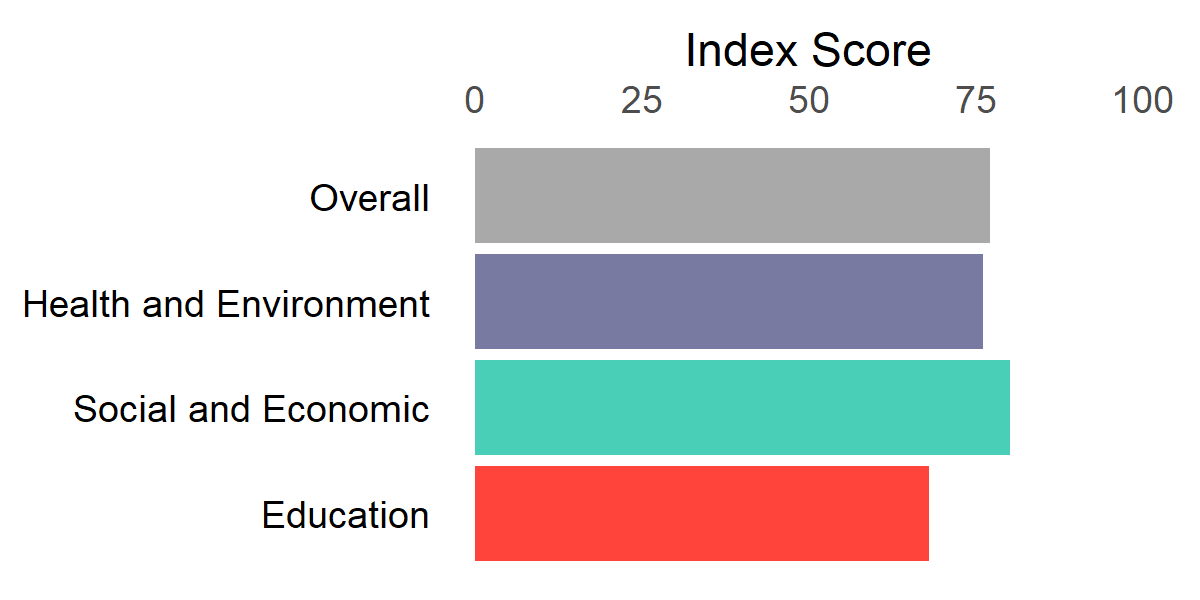 Index Score
0 25 50 75 100
Overall
Health and Environment
Social and Economic
Education